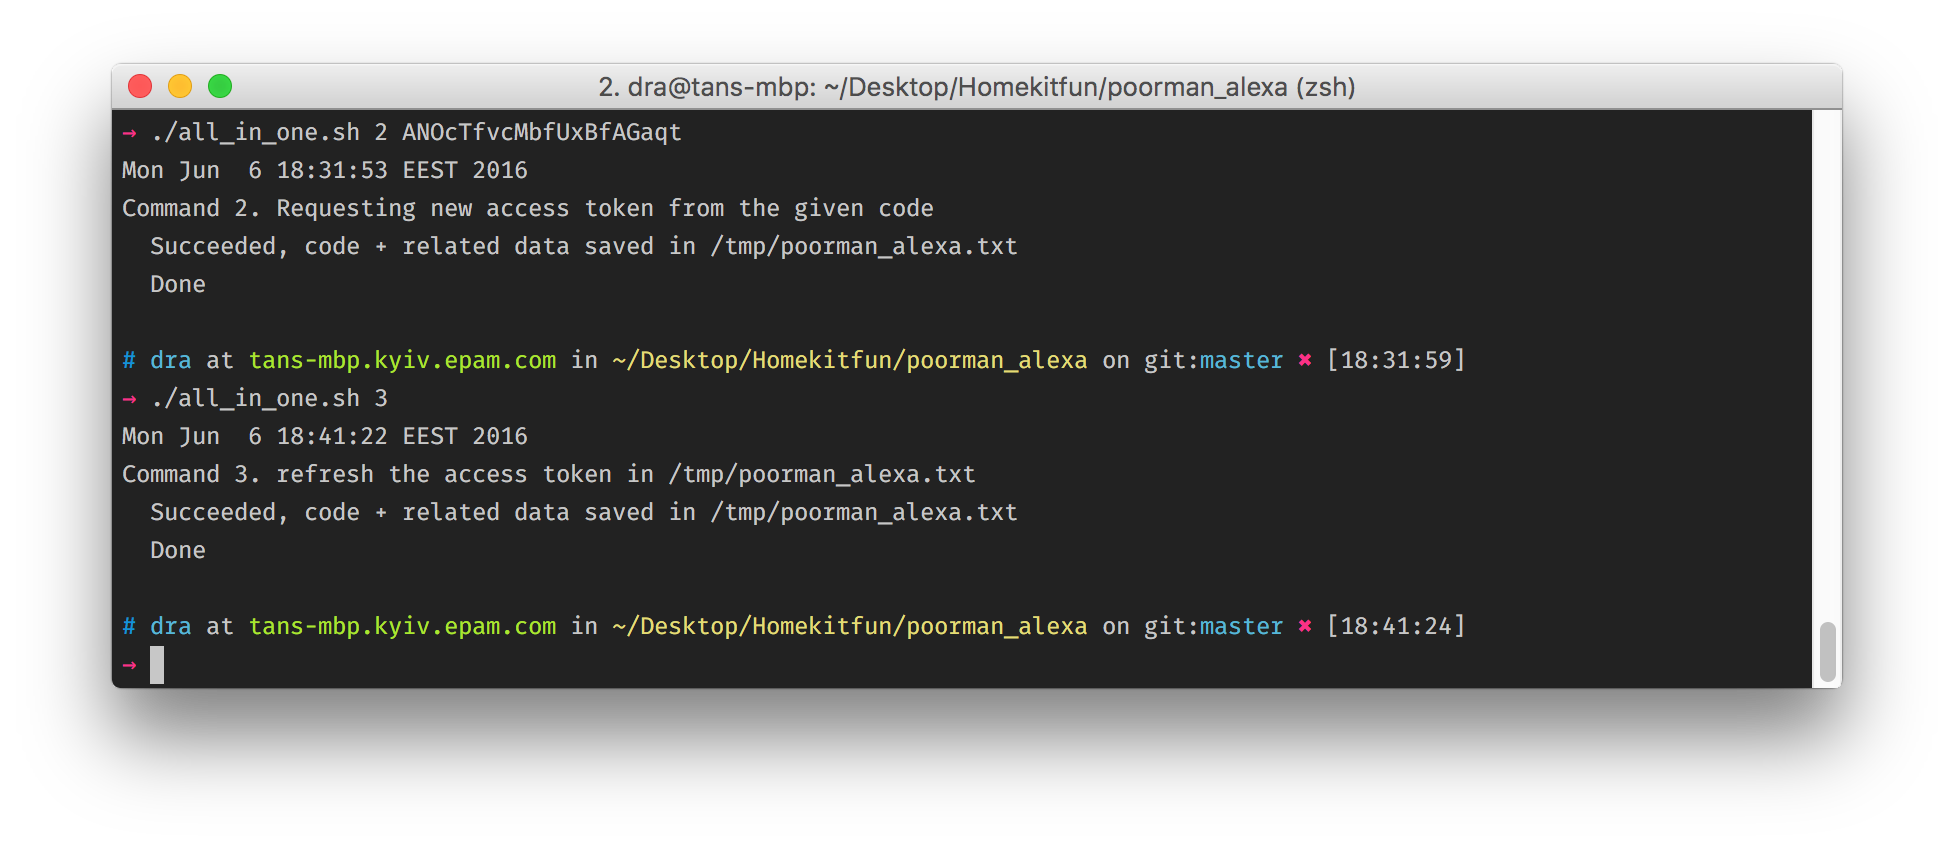 2. dra@tans-mbp: ~/Desktop/Homekitfun/poorman_alexa (zsh)
→ ./all_in_one.sh 2 ANOcTfvcMbfUxBfAGaqt
Mon Jun  6 18:31:53 EEST 2016
Command 2. Requesting new access token from the given code
  Succeeded, code + related data saved in /tmp/poorman_alexa.txt
  Done
# dra at tans-mbp.kyiv.epam.com in ~/Desktop/Homekitfun/poorman_alexa on git:master ✖ [18:31:59]
→ ./all_in_one.sh 3
Mon Jun  6 18:41:22 EEST 2016
Command 3. refresh the access token in /tmp/poorman_alexa.txt
  Succeeded, code + related data saved in /tmp/poorman_alexa.txt
  Done
# dra at tans-mbp.kyiv.epam.com in ~/Desktop/Homekitfun/poorman_alexa on git:master ✖ [18:41:24]
→